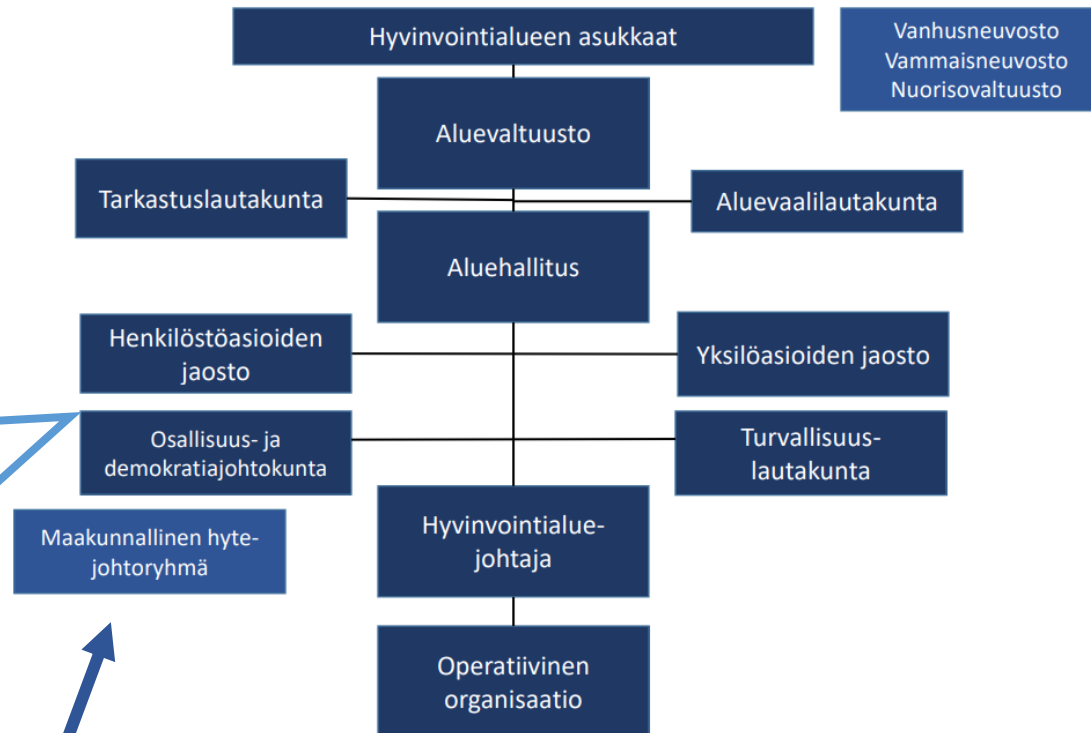 Hyvinvointialueen asukkaat
Vanhusneuvosto
Vammaisneuvosto
Nuorisovaltuusto
Aluevaltuusto
Tarkastuslautakunta
Aluevaalilautakunta
Aluehallitus
Henkilöstöasioiden
jaosto
Yksilöasioiden jaosto
Osallisuus- ja
demokratiajohtokunta
Turvallisuus-
lautakunta
Maakunnallinen hyte-
johtoryhmä
Hyvinvointialue-
johtaja
Operatiivinen
organisaatio